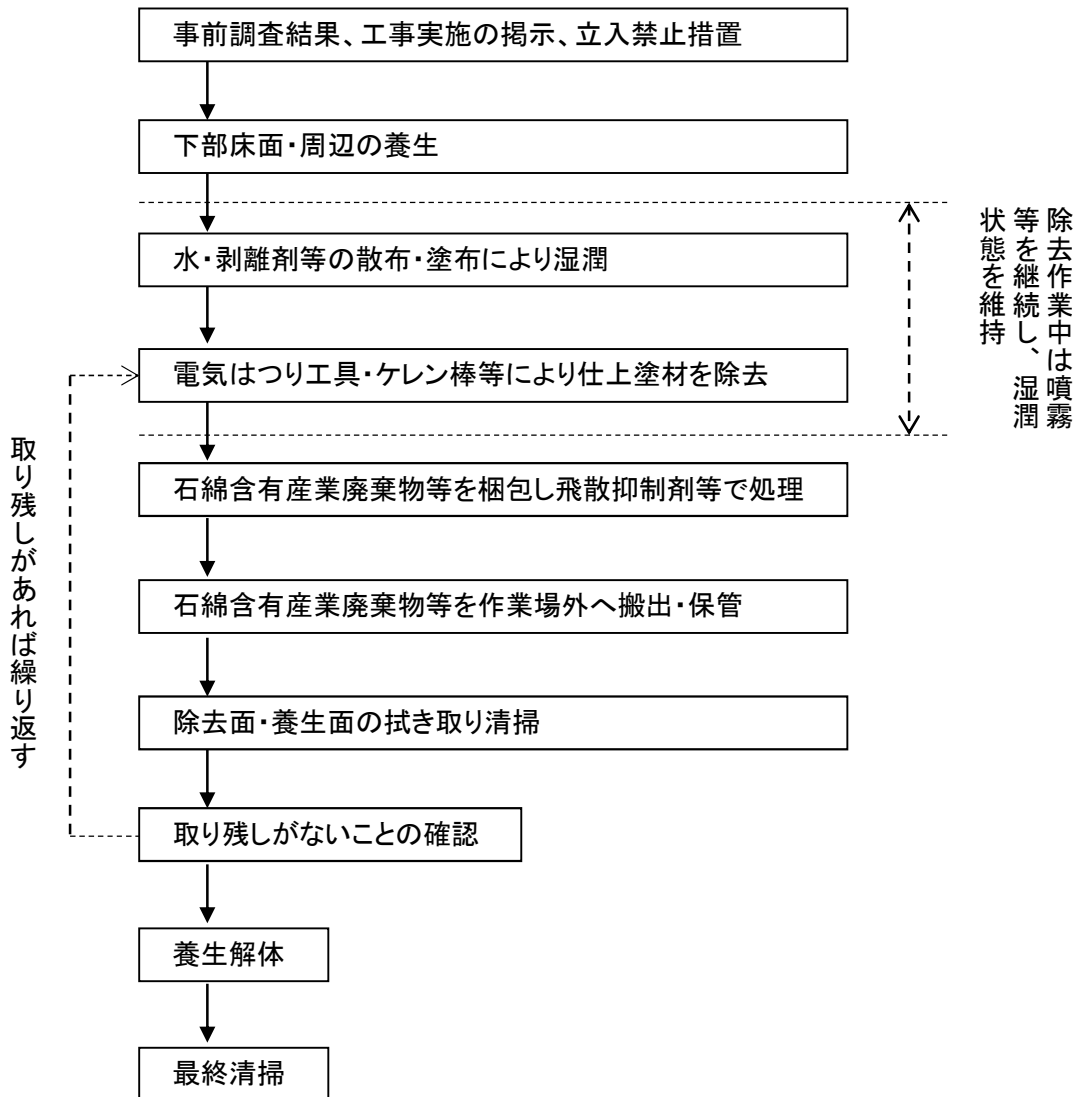 事前調査結果、工事実施の掲示、立入禁止措置
下部床面・周辺の養生
水・剥離剤等の散布・塗布により湿潤
電気はつり工具・ケレン棒等により仕上塗材を除去
除去作業中は噴霧
等を継続し、湿潤
状態を維持
石綿含有産業廃棄物等を梱包し飛散抑制剤等で処理
石綿含有産業廃棄物等を作業場外へ搬出・保管
除去面・養生面の拭き取り清掃
取り残しがないことの確認
取り残しがあれば繰り返す
養生解体
最終清掃